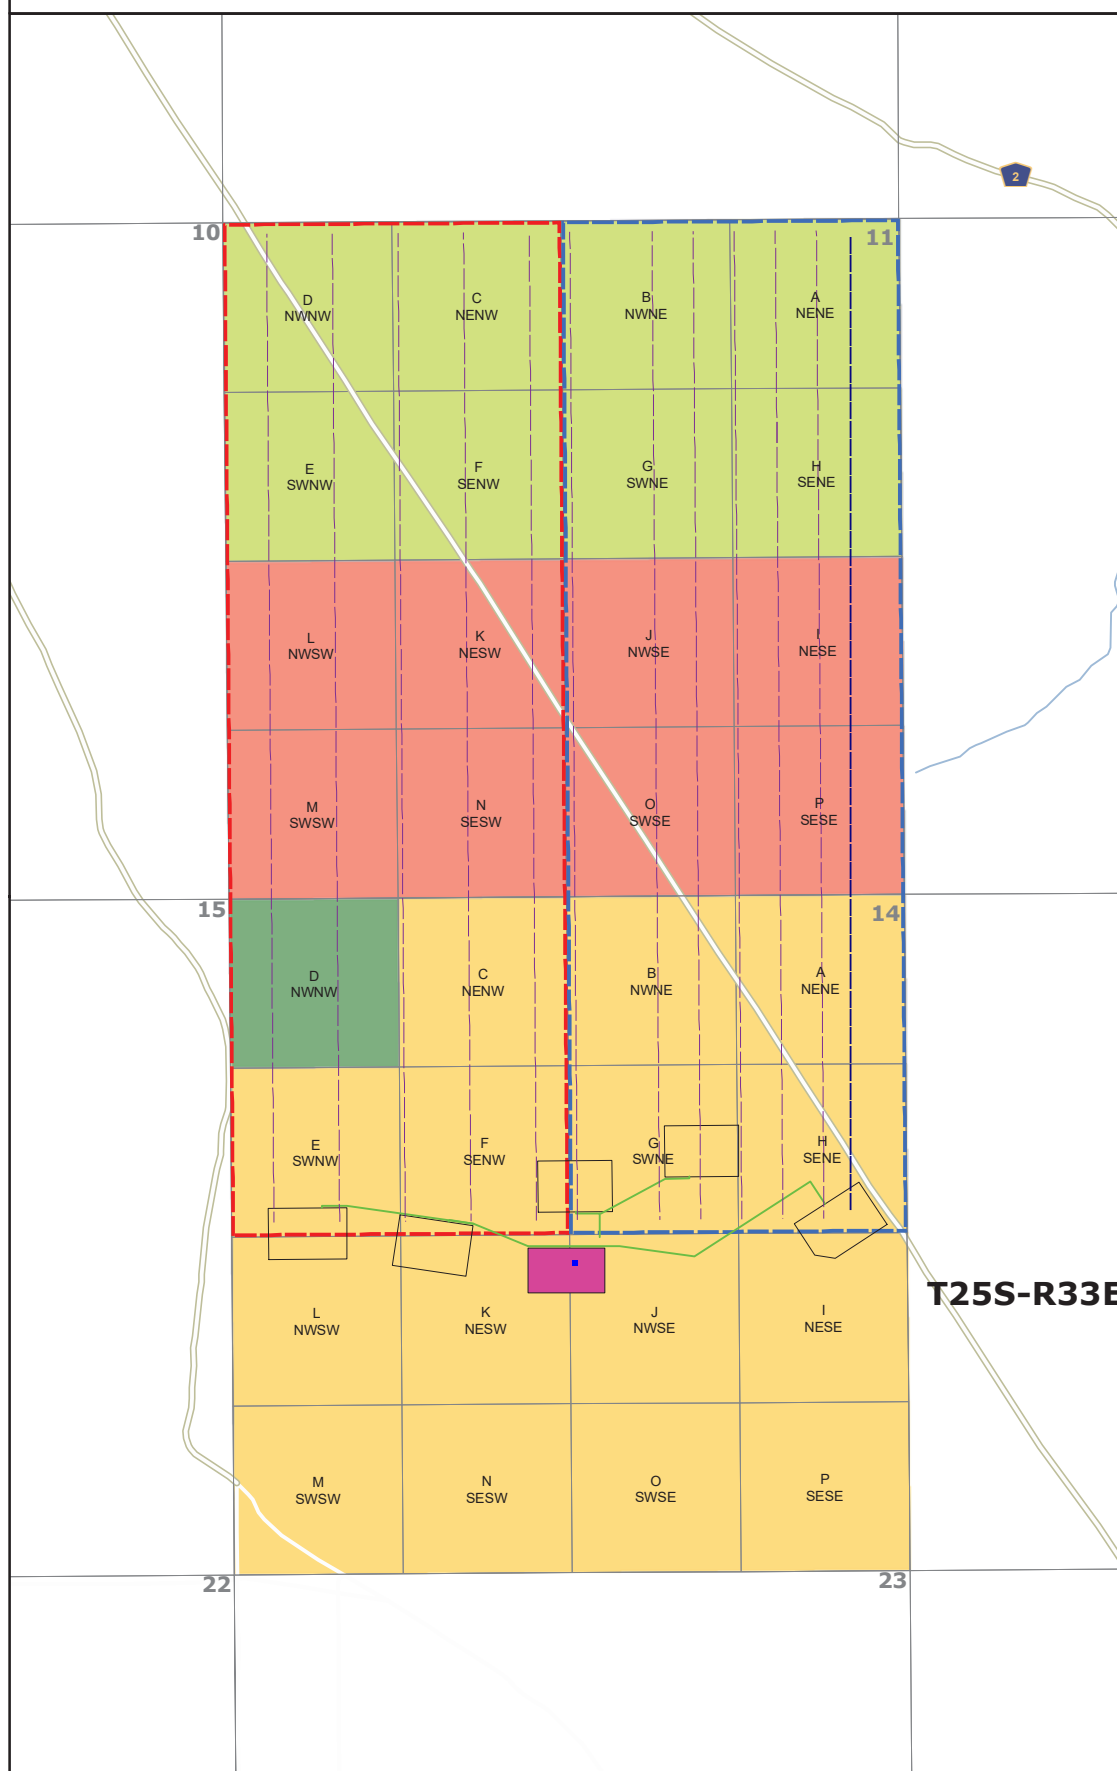 2
10
11
D
NWNW
C
NENW
B
NWNE
A
NENE
E
SWNW
F
SENW
G
SWNE
H
SENE
L
NWSW
K
NESW
J
NWSE
I
NESE
M
SWSW
N
SESW
O
SWSE
P
SESE
15
14
D
NWNW
C
NENW
B
NWNE
A
NENE
E
SWNW
F
SENW
G
SWNE
H
SENE
T25S-R33E
L
NWSW
K
NESW
J
NWSE
I
NESE
M
SWSW
N
SESW
O
SWSE
P
SESE
22
23